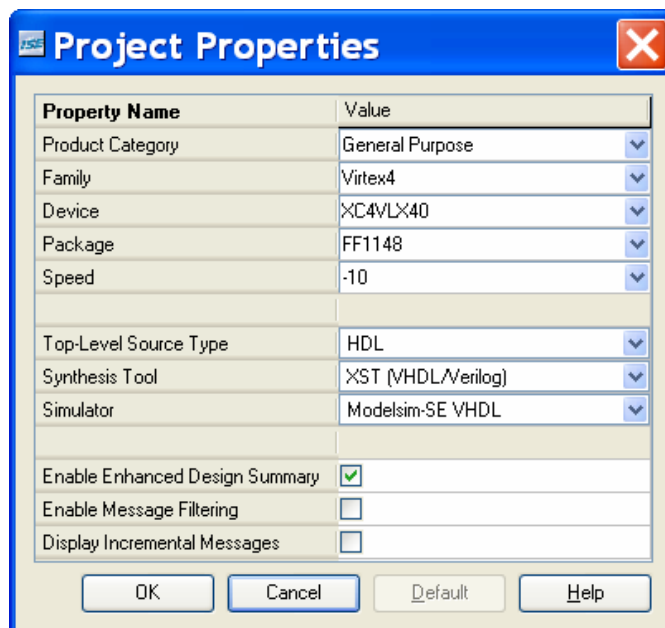 ISE Project Properties
Property Name Value
Product Category General Purpose
Family Virtex4
Device XC4VLX40
Package FF1148
Speed -10
Top-Level Source Type HDL
Synthesis Tool XST (VHDL/Verilog)
Simulator Modelsim-SE VHDL
Enable Enhanced Design Summary
Enable Message Filtering
Display Incremental Messages
OK Cancel Default Help